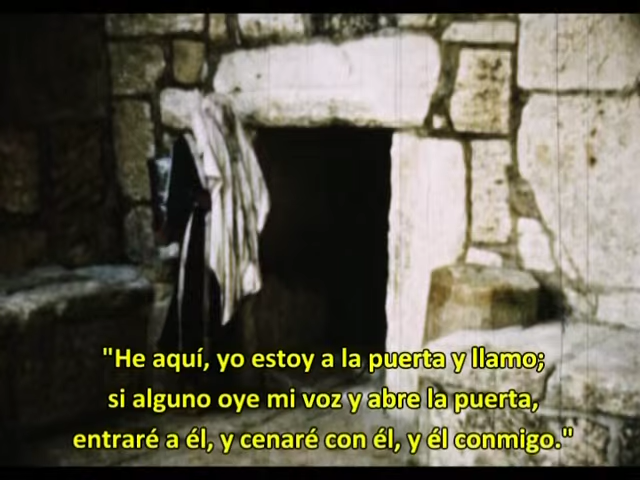 "He aquí, yo estoy a la puerta y llamo;
si alguno oye mi voz y abre la puerta,
entraré a él, y cenaré con él, y él conmigo."